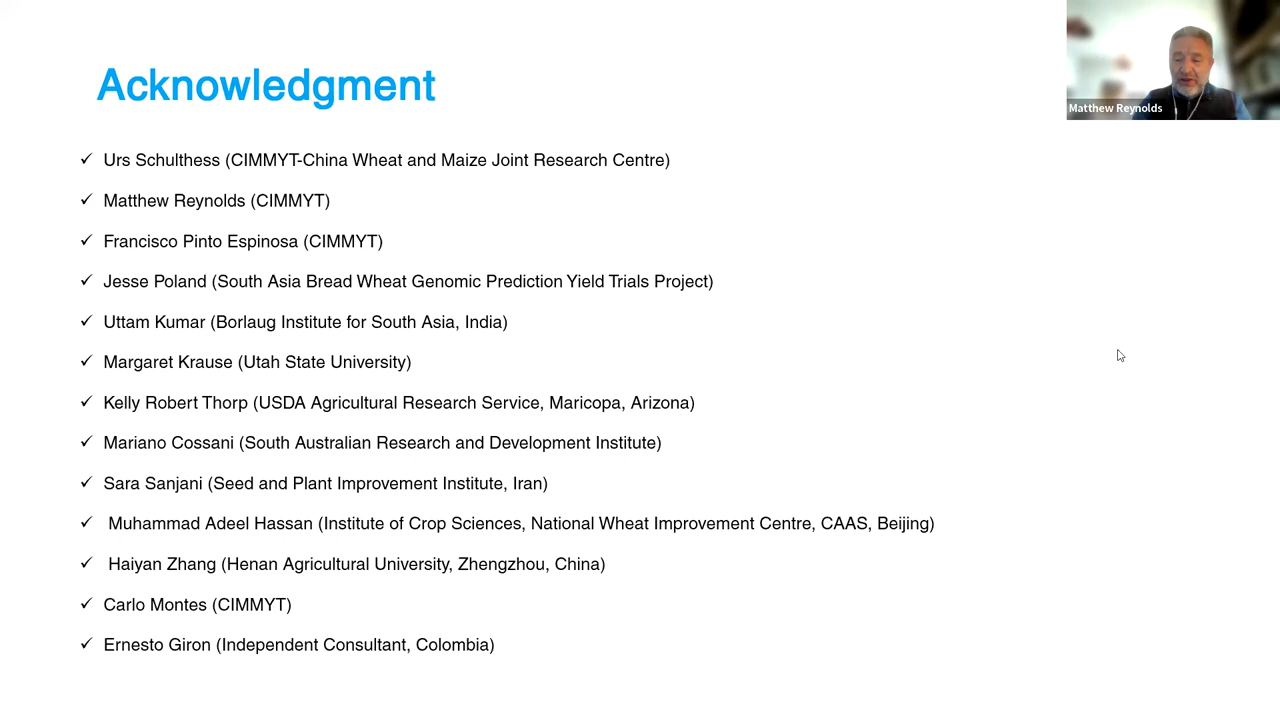 Acknowledgment
Matthew Reynolds
✓ Urs Schulthess (CIMMYT-China Wheat and Maize Joint Research Centre)
✓ Matthew Reynolds (CIMMYT)
✓ Francisco Pinto Espinosa (CIMMYT)
✓ Jesse Poland (South Asia Bread Wheat Genomic Prediction Yield Trials Project)
✓ Uttam Kumar (Borlaug Institute for South Asia, India)
✓ Margaret Krause (Utah State University)
✓ Kelly Robert Thorp (USDA Agricultural Research Service, Maricopa, Arizona)
✓ Mariano Cossani (South Australian Research and Development Institute)
✓ Sara Sanjani (Seed and Plant Improvement Institute, Iran)
✓ Muhammad Adeel Hassan (Institute of Crop Sciences, National Wheat Improvement Centre, CAAS, Beijing)
✓ Haiyan Zhang (Henan Agricultural University, Zhengzhou, China)
✓ Carlo Montes (CIMMYT)
✓ Ernesto Giron (Independent Consultant, Colombia)